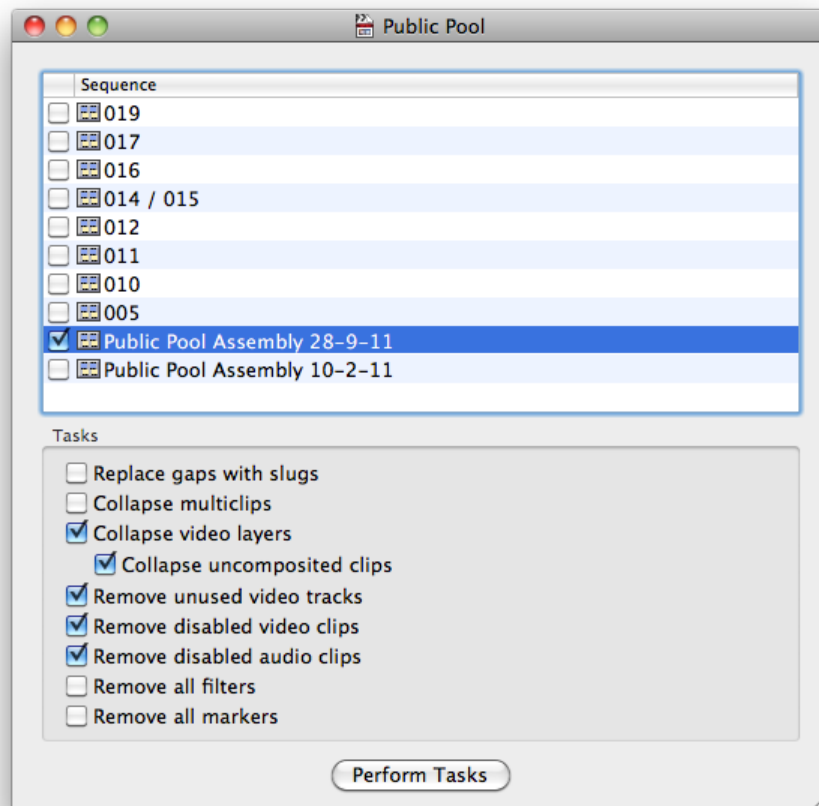 Public Pool
Sequence
019
017
016
014 / 015
012
011
010
005
Public Pool Assembly 28-9-11
Public Pool Assembly 10-2-11
Tasks
Replace gaps with slugs
Collapse multiclips
Collapse video layers
Collapse uncomposited clips
Remove unused video tracks
Remove disabled video clips
Remove disabled audio clips
Remove all filters
Remove all markers
Perform Tasks